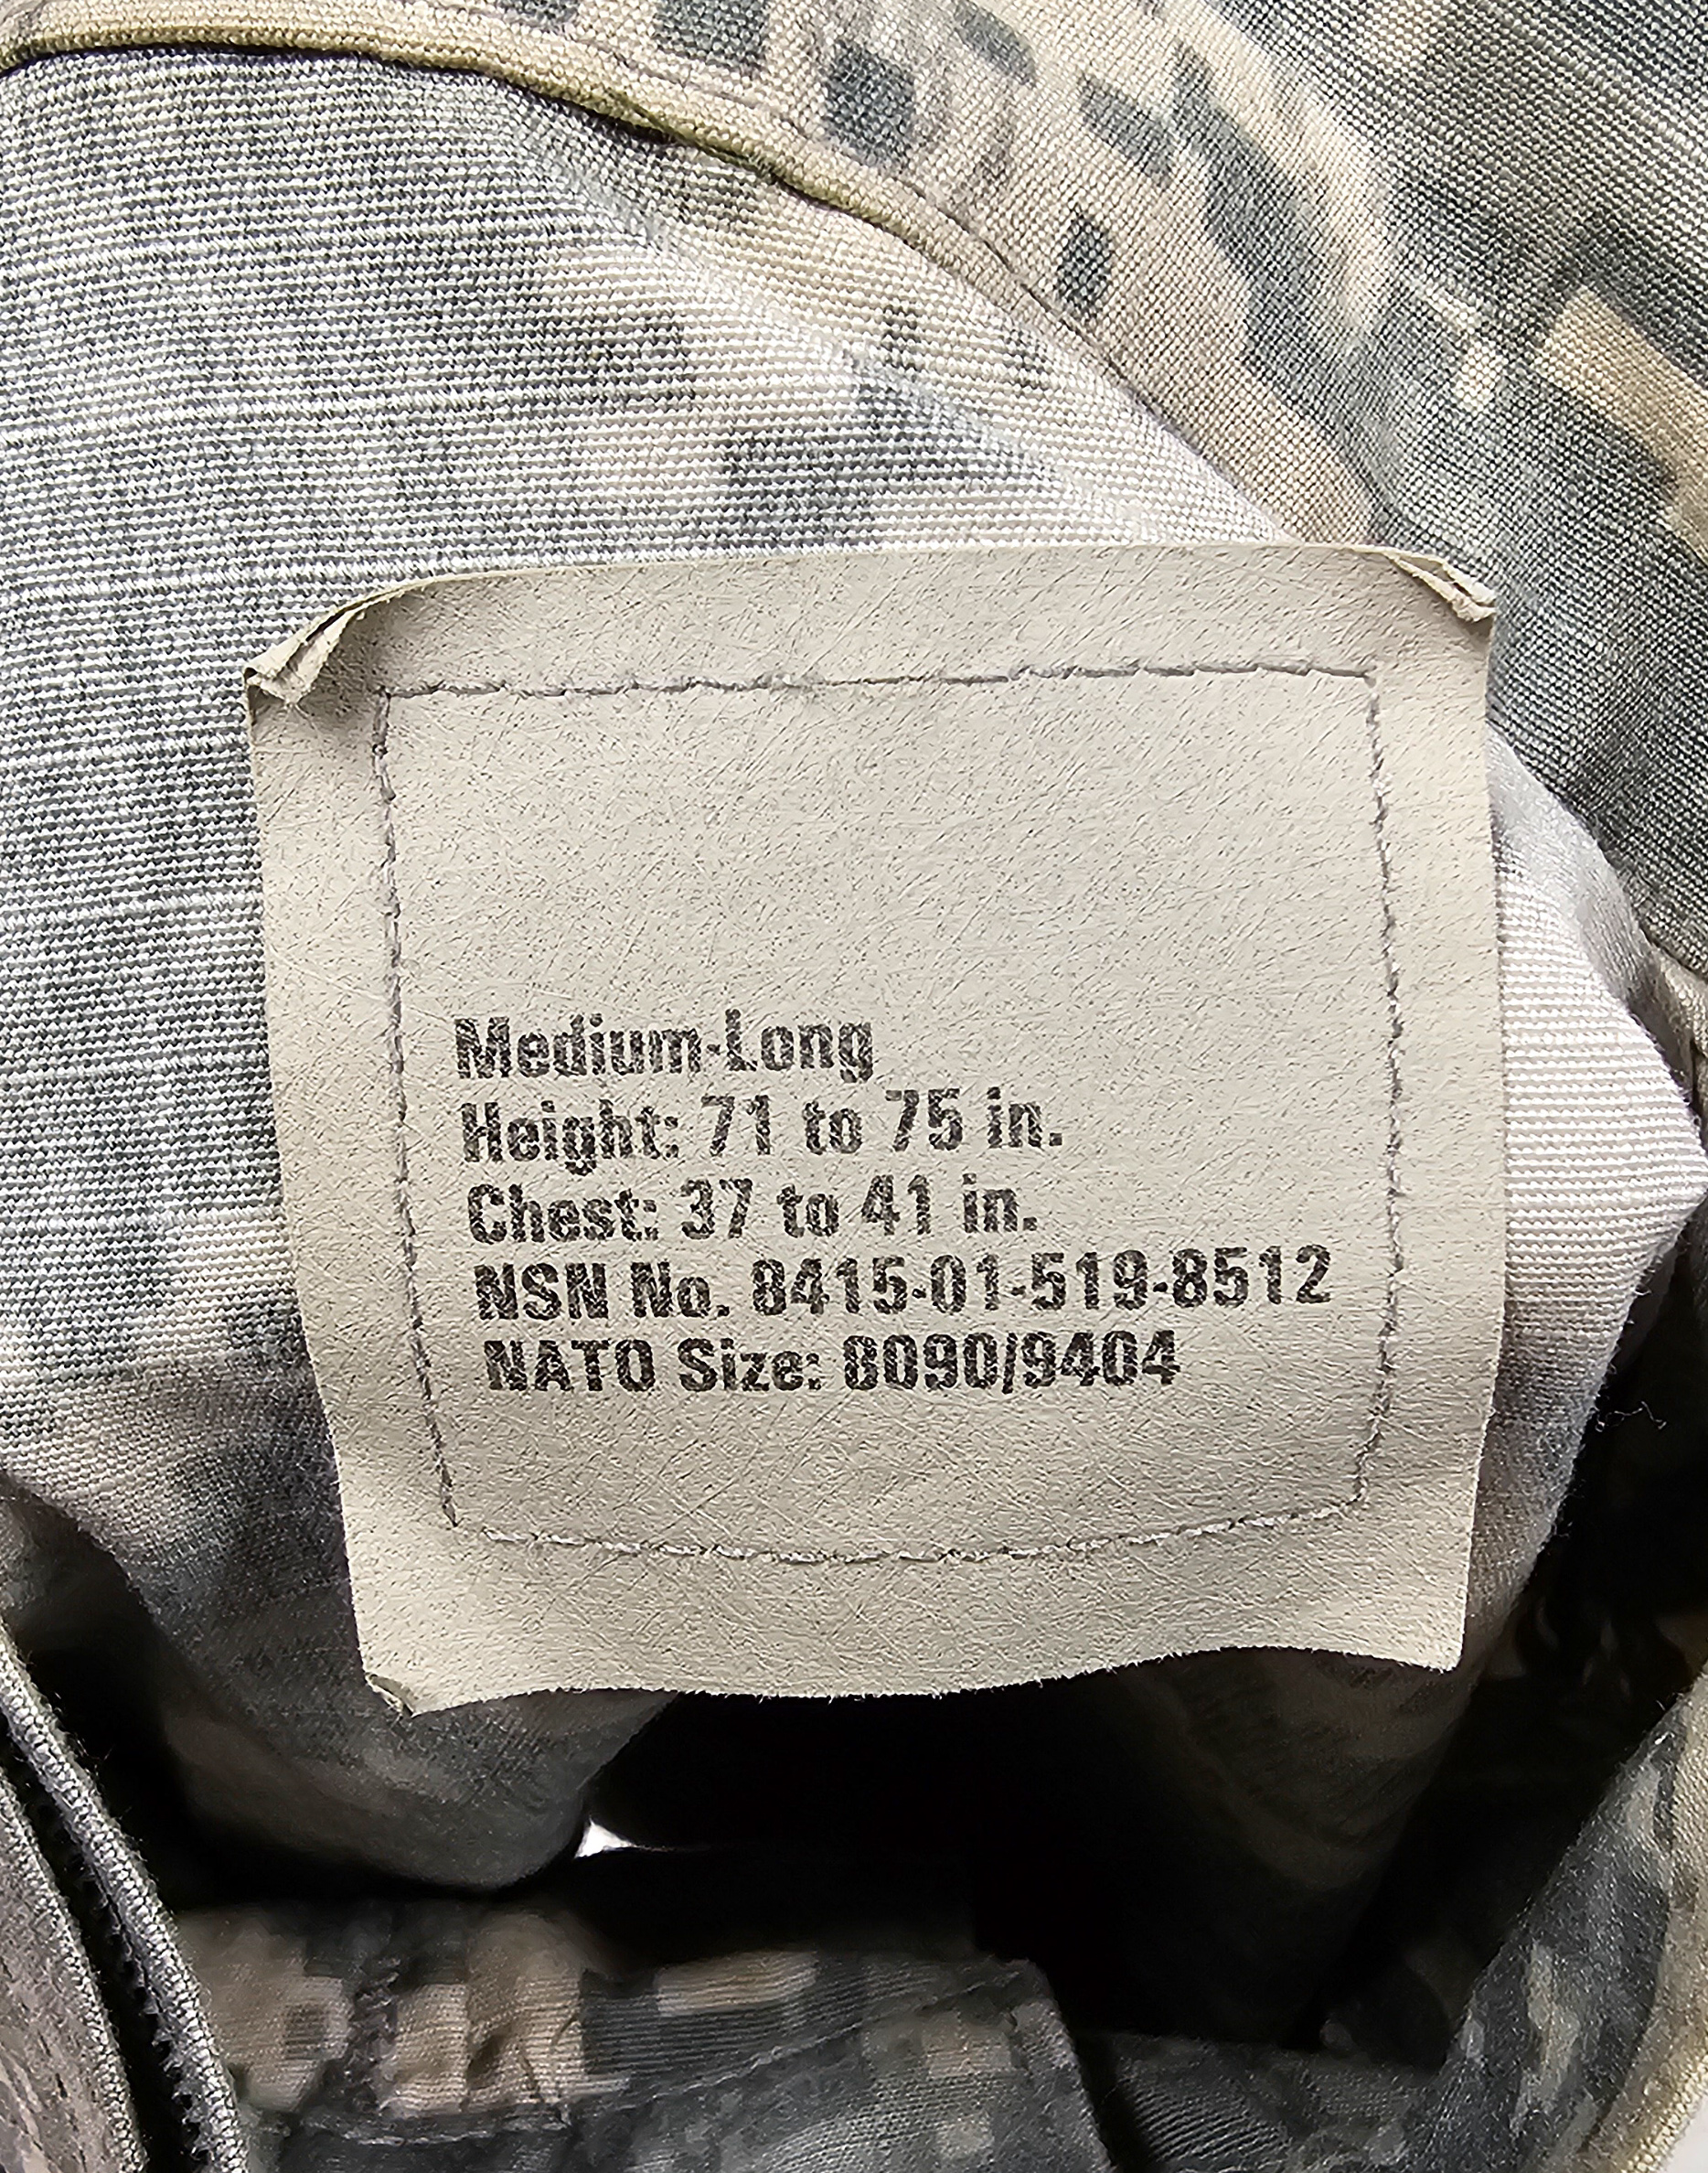 Medium-Long
Height: 71 to 75 in.
Chest: 37 to 41 in.
NSN No. 8415-01-519-8512
NATO Size: 8090/9404